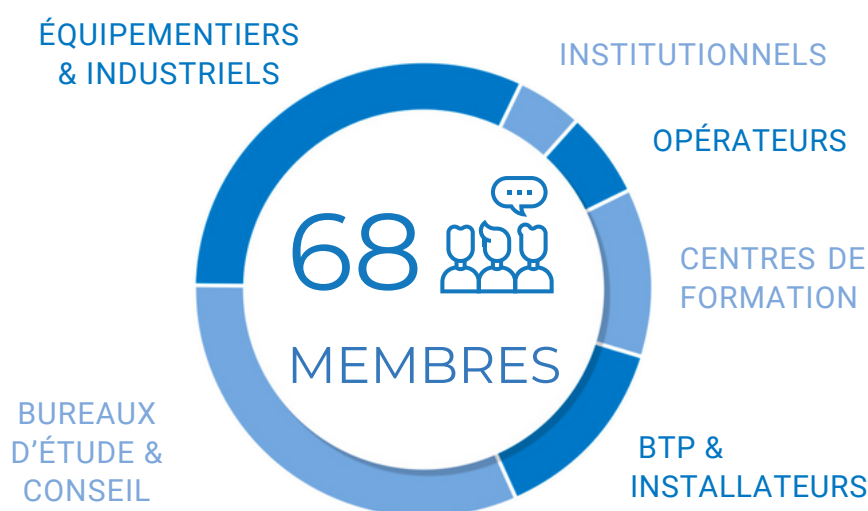 ÉQUIPEMENTIERS
& INDUSTRIELS
INSTITUTIONNELS
OPÉRATEURS
CENTRES DE
FORMATION
68
MEMBRES
BUREAUX
D'ÉTUDE &
CONSEIL
BTP &
INSTALLATEURS